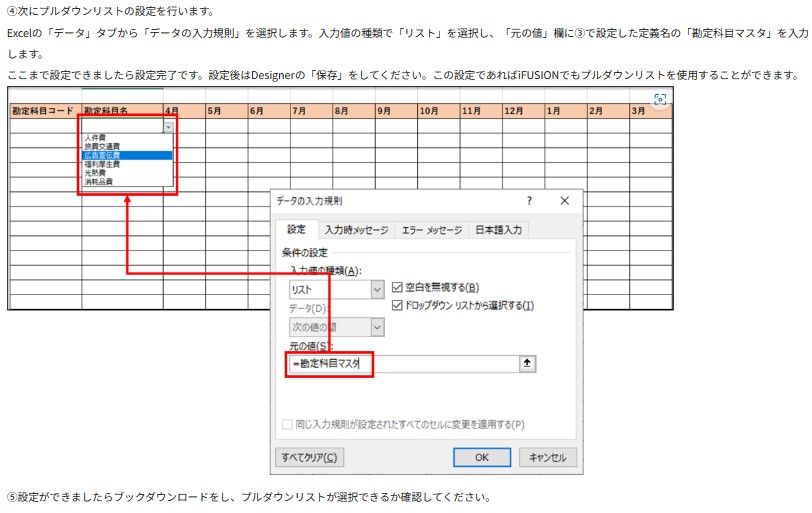 ④次にプルダウンリストの設定を行います。
Excelの「データ」タブから「データの入力規則」を選択します。入力値の種類で「リスト」を選択し、「元の値」欄に③で設定した定義名の「勘定科目マスタ」を入力
します。
ここまで設定できましたら設定完了です。設定後はDesignerの「保存」をしてください。この設定であればiFUSIONでもプルダウンリストを使用することができます。
勘定科目コード 勘定科目名 4月 5月 6月 7月 8月 9月 10月 11月 12月 1月 2月 3月
人件費
旅費交通費
広告宣伝費
福利厚生費
光熱費
消耗品費
データの入力規則 ? ×
設定 入力時メッセージ エラー メッセージ 日本語入力
条件の設定
入力値の種類(A):
リスト 空白を無視する(B)
データ(D): ドロップダウン リストから選択する(I)
次の値の間
元の値(S):
=勘定科目マスタ
同じ入力規則が設定されたすべてのセルに変更を適用する(P)
すべてクリア(C) OK キャンセル
⑤設定ができましたらブックダウンロードをし、プルダウンリストが選択できるか確認してください。